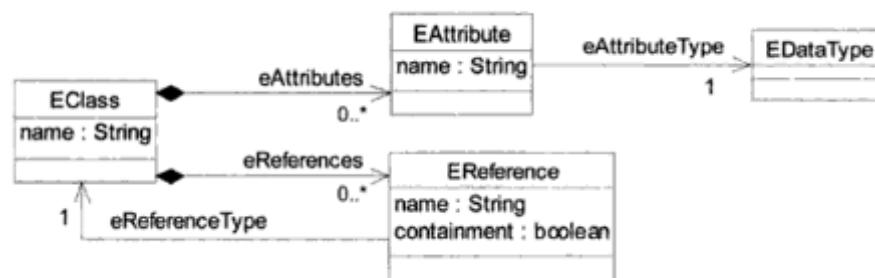 EAttribute
name : String
eAttributeType
1
EDataType
eAttributes
0..*
EClass
name : String
eReferences
0..*
EReference
name : String
containment : boolean
1
eReferenceType